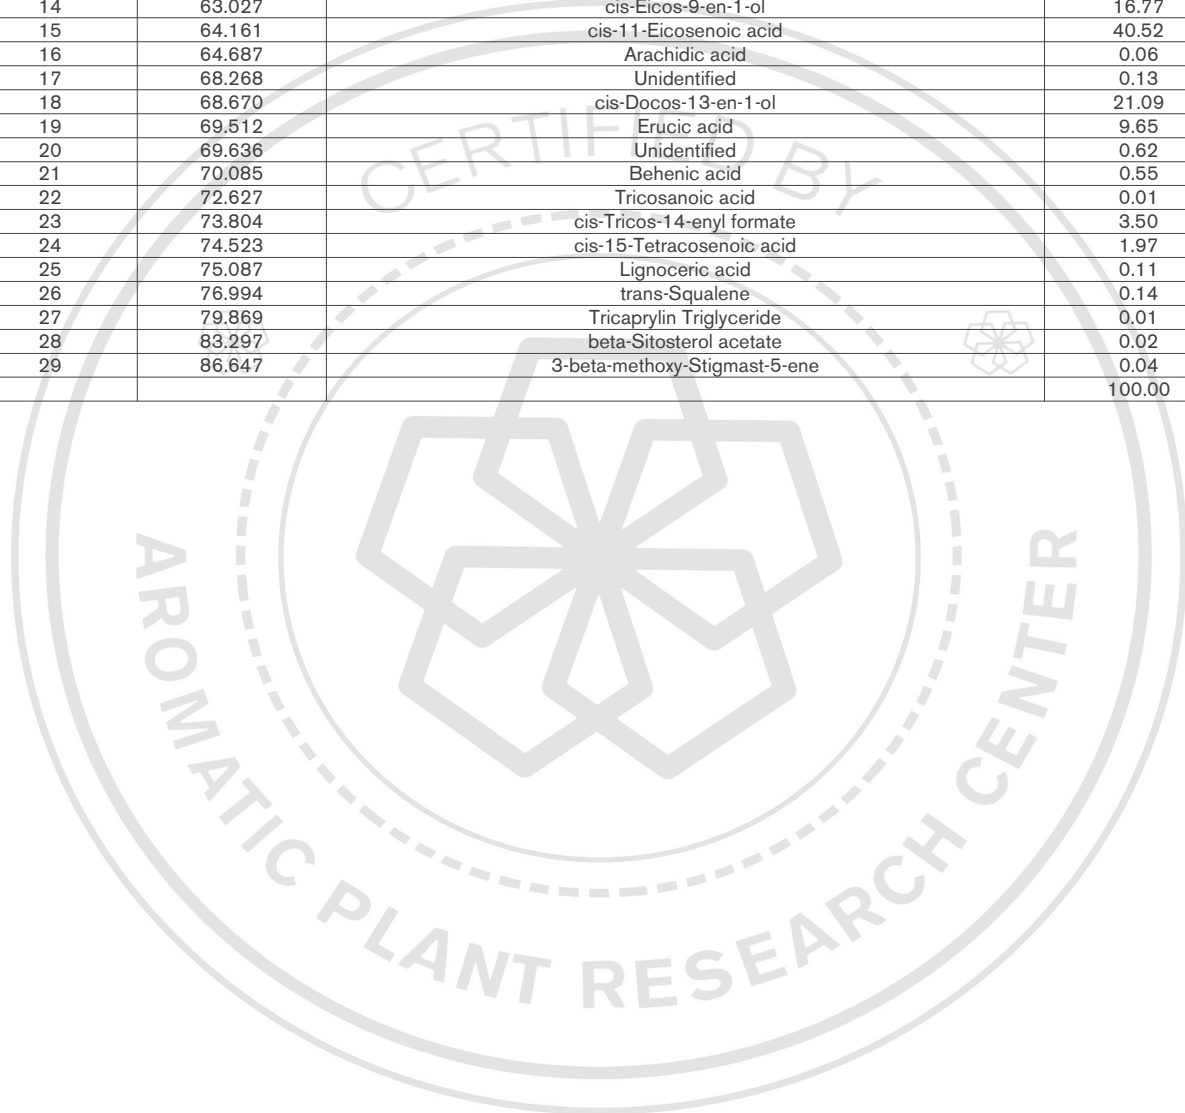 14 63.027 cis-Eicos-9-en-1-ol 16.77
15 64.161 cis-11-Eicosenoic acid 40.52
16 64.687 Arachidic acid 0.06
17 68.268 Unidentified 0.13
18 68.670 cis-Docos-13-en-1-ol 21.09
19 69.512 Erucic acid 9.65
20 69.636 Unidentified 0.62
21 70.085 Behenic acid 0.55
22 72.627 Tricosanoic acid 0.01
23 73.804 cis-Tricos-14-enyl formate 3.50
24 74.523 cis-15-Tetracosenoic acid 1.97
25 75.087 Lignoceric acid 0.11
26 76.994 trans-Squalene 0.14
27 79.869 Tricaprylin Triglyceride 0.01
28 83.297 beta-Sitosterol acetate 0.02
29 86.647 3-beta-methoxy-Stigmast-5-ene 0.04
100.00
CERTIFIED BY
AROMATIC PLANT RESEARCH CENTER